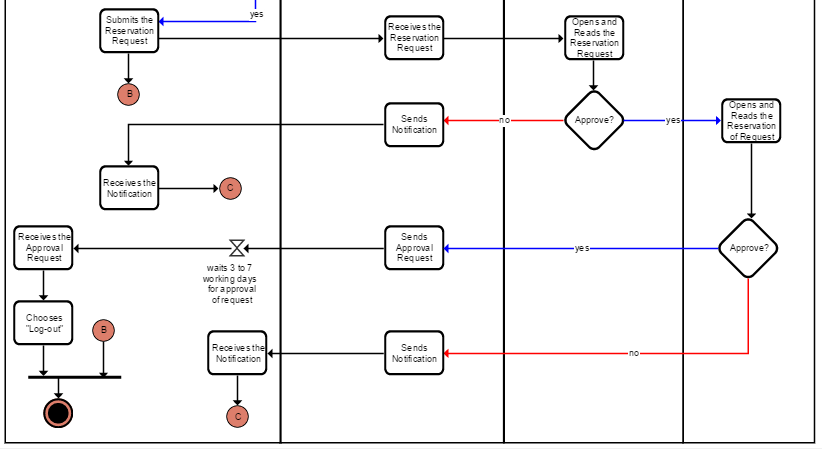 yes
Submits the
Reservation
Request
Receives the
Reservation
Request
Opens and
Reads the
Reservation
Request
B
Sends
Notification
no
Approve?
yes
Opens and
Reads the
Reservation
of Request
Receives the
Notification
C
Receives the
Approval
Request
waits 3 to 7
working days
for approval
of request
Sends
Approval
Request
yes
Approve?
Chooses
"Log-out"
B
Receives the
Notification
Sends
Notification
no
C